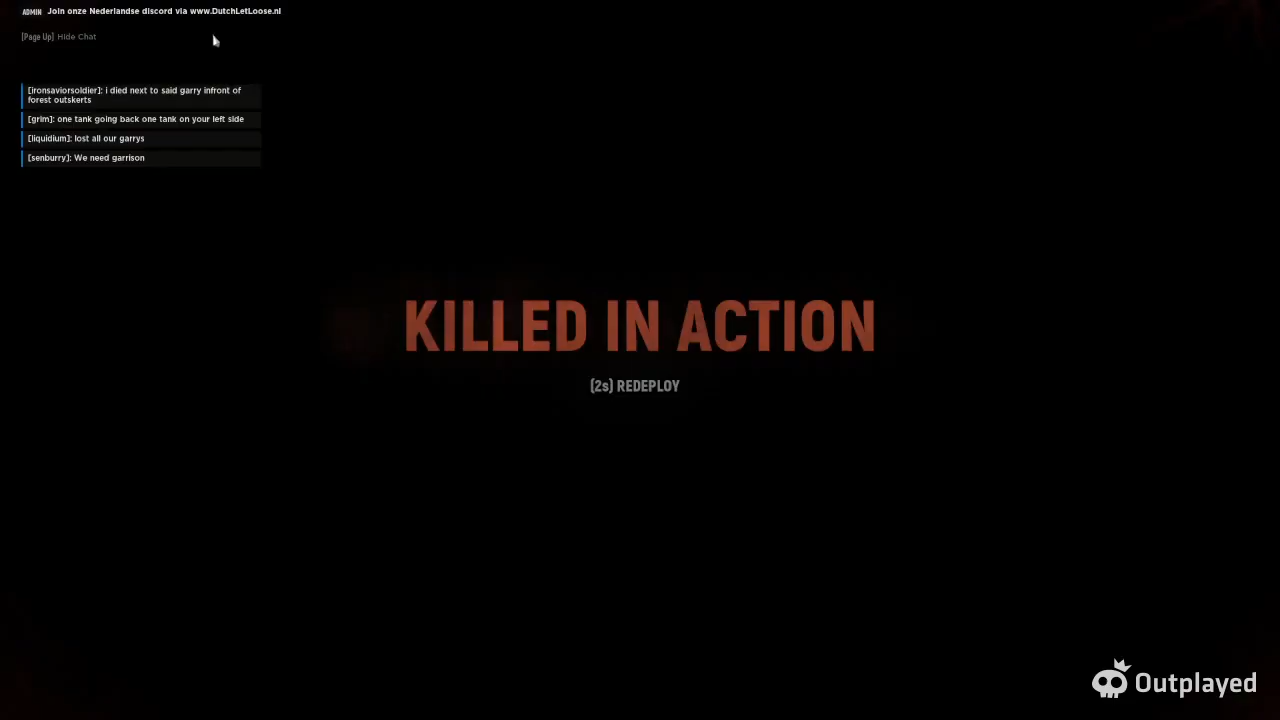 ADMIN Join onze Nederlandse discord via www.DutchLetLoose.nl
[Page Up] Hide Chat
[ironsaviorsoldier]: i died next to said garry infront of
forest outskerts
[grim]: one tank going back one tank on your left side
[liquidium]: lost all our garrys
[senburry]: We need garrison
KILLED IN ACTION
(2s) REDEPLOY
Outplayed